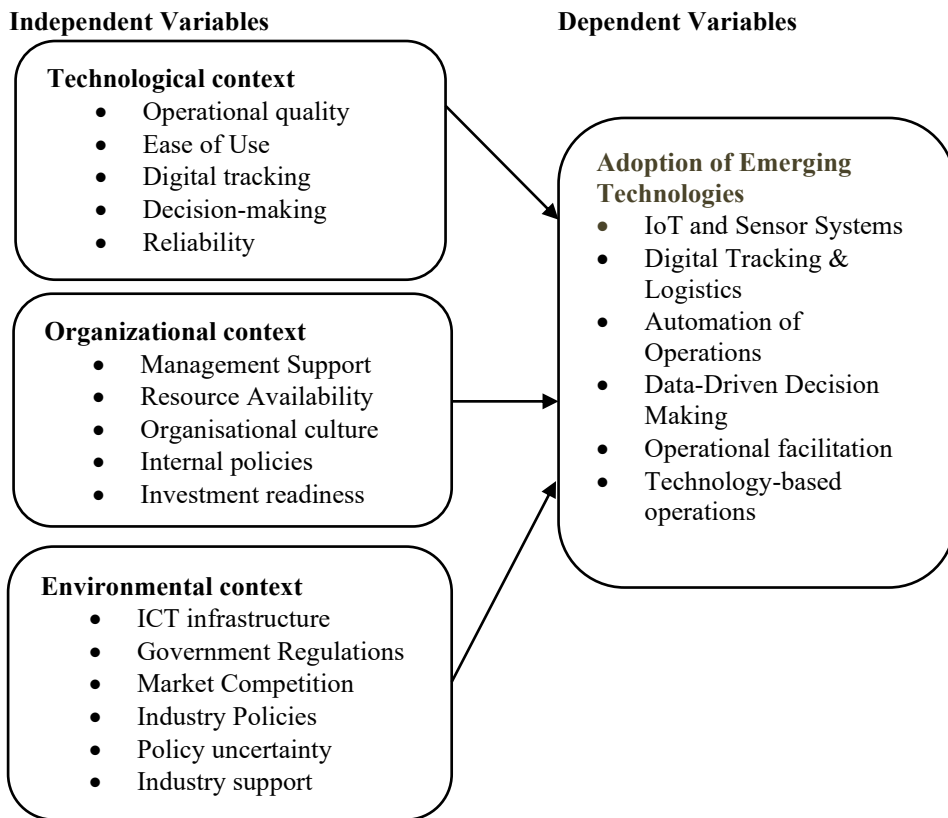 Independent Variables
Technological context
• Operational quality
• Ease of Use
• Digital tracking
• Decision-making
• Reliability
Organizational context
• Management Support
• Resource Availability
• Organisational culture
• Internal policies
• Investment readiness
Environmental context
• ICT infrastructure
• Government Regulations
• Market Competition
• Industry Policies
• Policy uncertainty
• Industry support
Dependent Variables
Adoption of Emerging
Technologies
• IoT and Sensor Systems
• Digital Tracking &
Logistics
• Automation of
Operations
• Data-Driven Decision
Making
• Operational facilitation
• Technology-based
operations